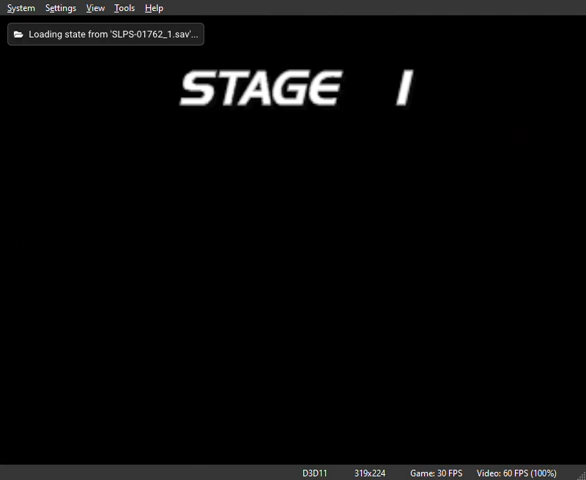 System Settings View Tools Help
Loading state from 'SLPS-01762_1.sav'...
STAGE 1
D3D11 319x224 Game: 30 FPS Video: 60 FPS (100%)